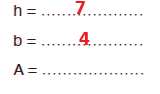 h = .......7.............
b = .......4.............
A = ....................